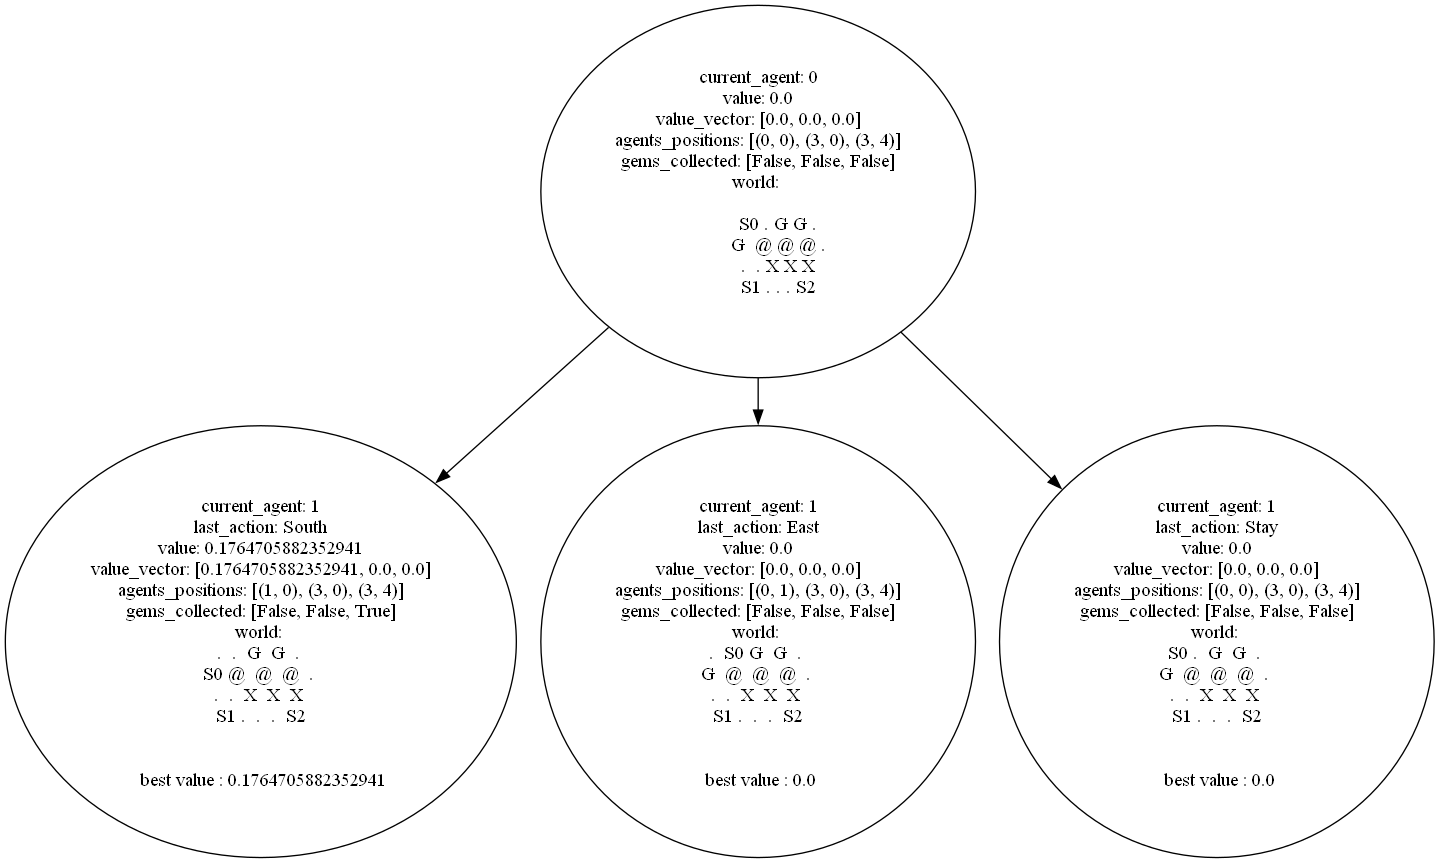 current_agent: 0
value: 0.0
value_vector: [0.0, 0.0, 0.0]
agents_positions: [(0, 0), (3, 0), (3, 4)]
gems_collected: [False, False, False]
world:
S0 . G G .
G @ @ @ .
. . X X X
S1 . . . S2
current_agent: 1
last_action: South
value: 0.1764705882352941
value_vector: [0.1764705882352941, 0.0, 0.0]
agents_positions: [(1, 0), (3, 0), (3, 4)]
gems_collected: [False, False, True]
world:
. . G G .
S0 @ @ @ .
. . X X X
S1 . . . S2
best value : 0.1764705882352941
current_agent: 1
last_action: East
value: 0.0
value_vector: [0.0, 0.0, 0.0]
agents_positions: [(0, 1), (3, 0), (3, 4)]
gems_collected: [False, False, False]
world:
. S0 G G .
G @ @ @ .
. . X X X
S1 . . . S2
best value : 0.0
current_agent: 1
last_action: Stay
value: 0.0
value_vector: [0.0, 0.0, 0.0]
agents_positions: [(0, 0), (3, 0), (3, 4)]
gems_collected: [False, False, False]
world:
S0 . G G .
G @ @ @ .
. . X X X
S1 . . . S2
best value : 0.0